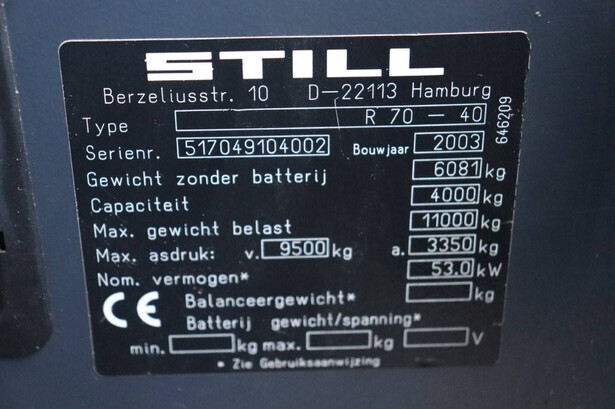 STILL
Berzeliusstr. 10 D-22113 Hamburg
Type R 70 - 40
Serienr. 517049104002 Bouwjaar 2003
Gewicht zonder batterij 6081 kg
Capaciteit 4000 kg
Max. gewicht belast 11000 kg
Max. asdruk: v. 9500 kg a. 3350 kg
Nom. vermogen* 53.0 kW
CE Balanceergewicht* kg
Batterij gewicht/spanning*
min. kg max. kg V
* Zie Gebruiksaanwijzing
646209